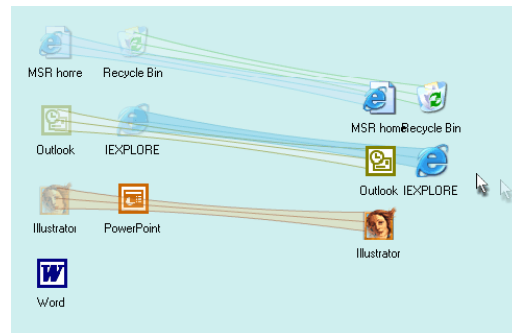 MSR home Recycle Bin
MSR home Recycle Bin
Outlook IEXPLORE
Outlook IEXPLORE
Illustrator PowerPoint
Illustrator
Word